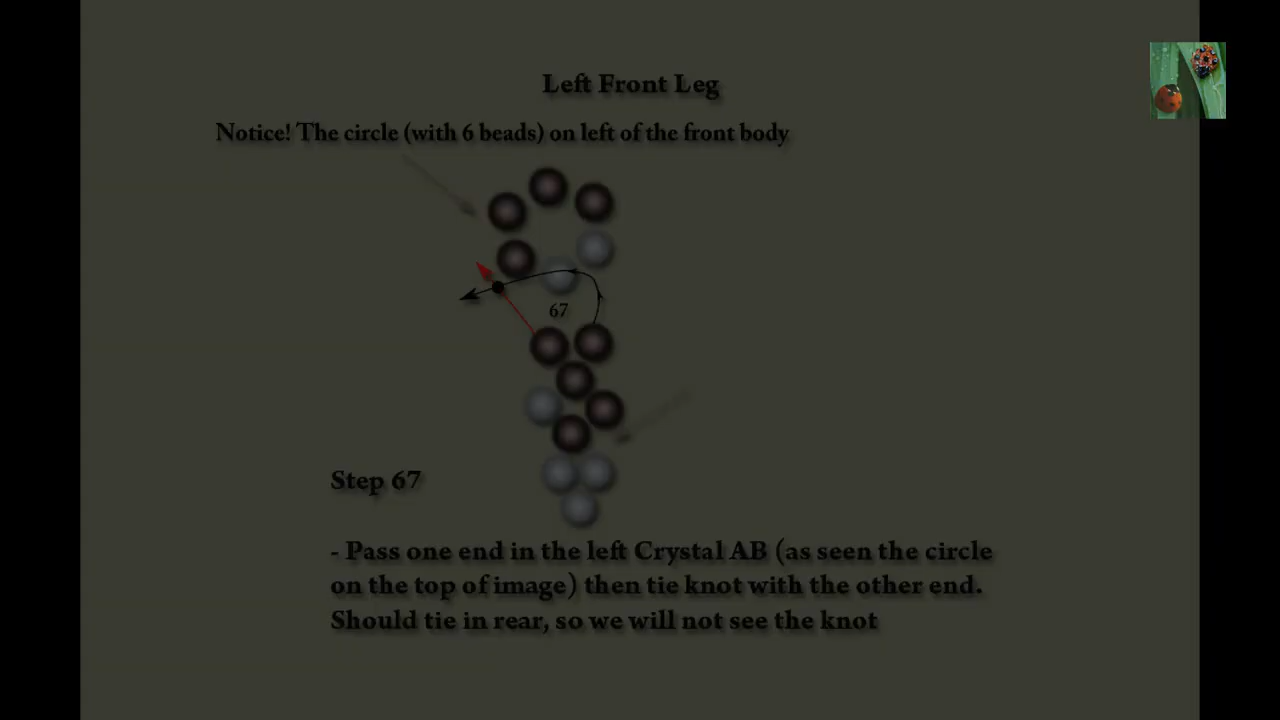 Left Front Leg
Notice! The circle (with 6 beads) on left of the front body
67
Step 67
- Pass one end in the left Crystal AB (as seen the circle
on the top of image) then tie knot with the other end.
Should tie in rear, so we will not see the knot